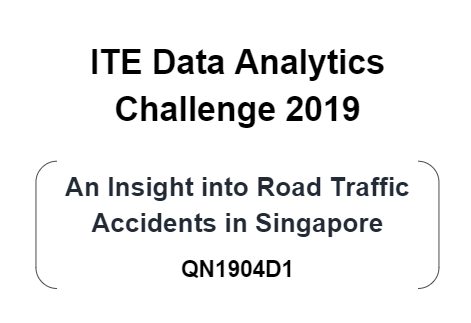 ITE Data Analytics
Challenge 2019
An Insight into Road Traffic
Accidents in Singapore
QN1904D1